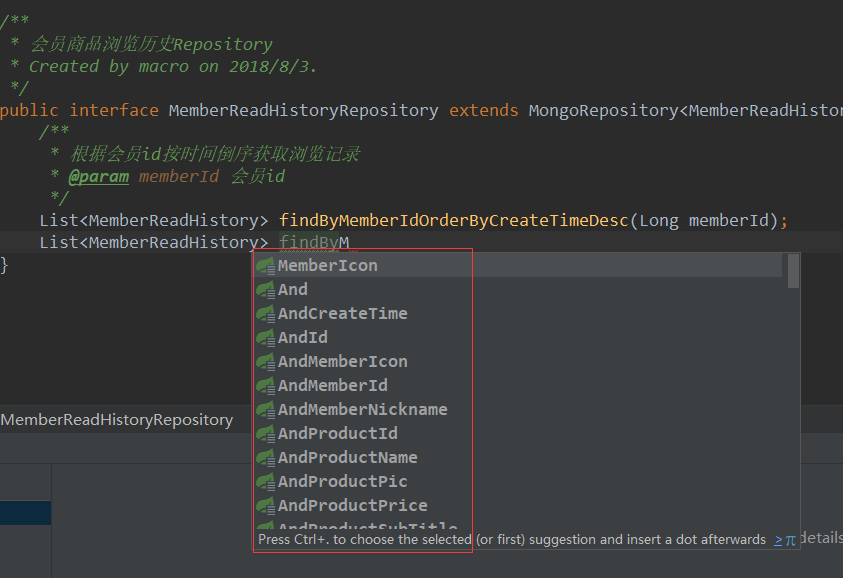 /**
* 会员商品浏览历史Repository
* Created by macro on 2018/8/3.
*/
public interface MemberReadHistoryRepository extends MongoRepository<MemberReadHistor
/**
* 根据会员id按时间倒序获取浏览记录
* @param memberId 会员id
*/
List<MemberReadHistory> findByMemberIdOrderByCreateTimeDesc(Long memberId);
List<MemberReadHistory> findByM
}
MemberIcon
And
AndCreateTime
AndId
AndMemberIcon
AndMemberId
AndMemberNickname
AndProductId
AndProductName
AndProductPic
AndProductPrice
AndProductSubTitle
Press Ctrl+. to choose the selected (or first) suggestion and insert a dot afterwards >> π
MemberReadHistoryRepository
details